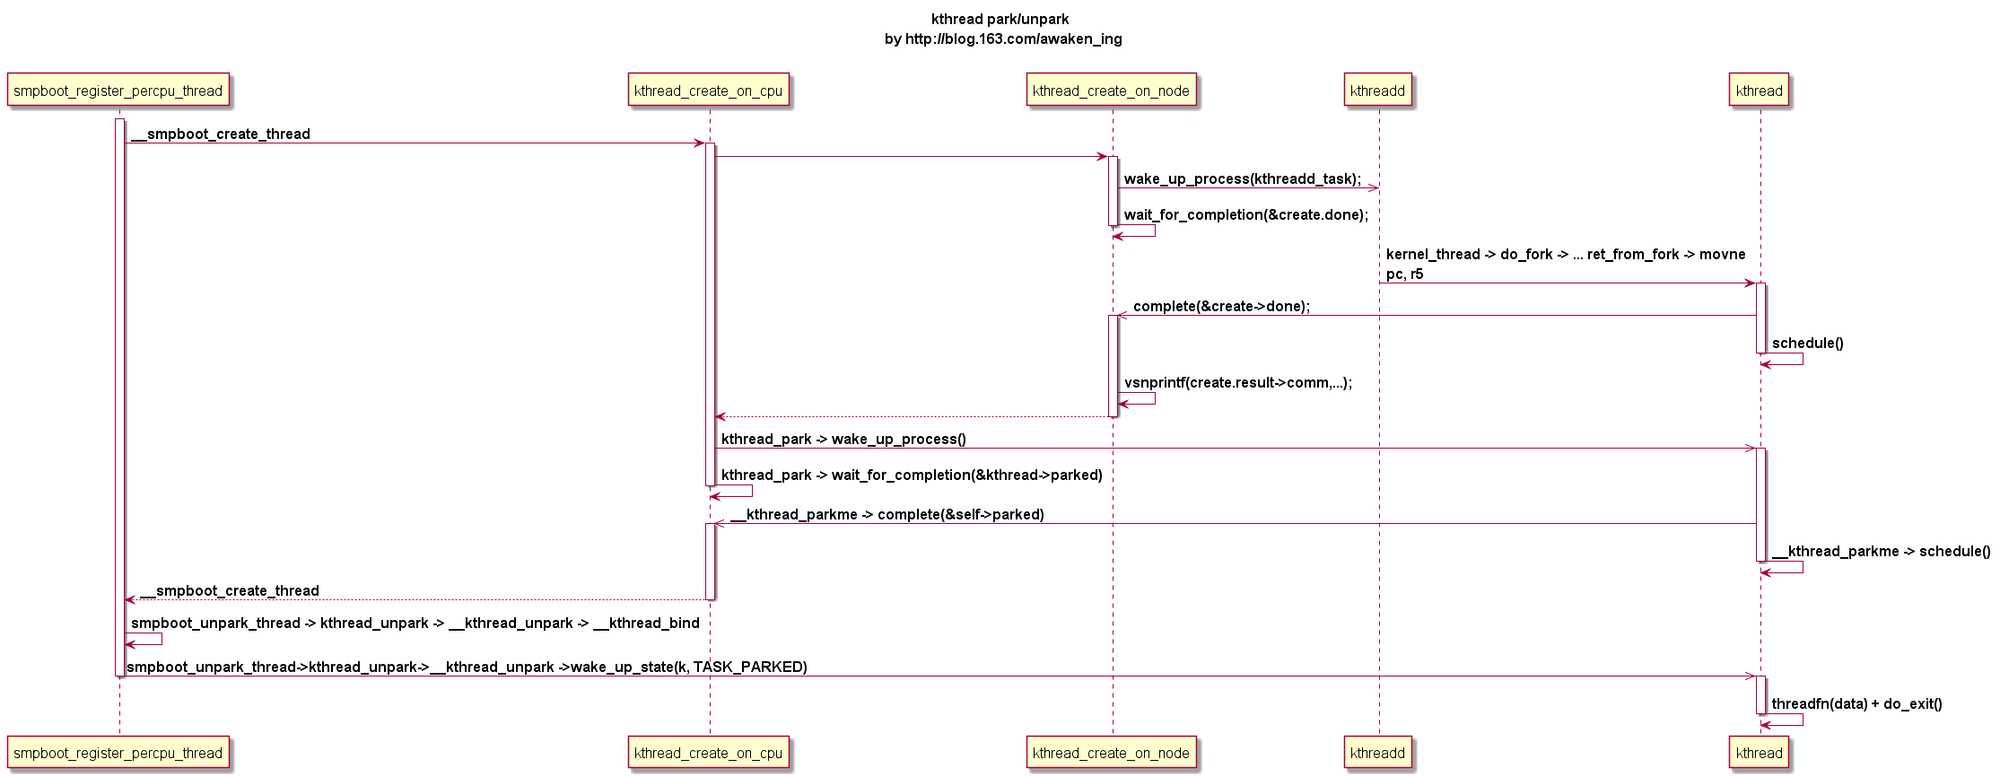 kthread park/unpark
by http://blog.163.com/awaken_ing
smpboot_register_percpu_thread
kthread_create_on_cpu
kthread_create_on_node
kthreadd
kthread
__smpboot_create_thread
wake_up_process(kthreadd_task);
wait_for_completion(&create.done);
kernel_thread -> do_fork -> ... ret_from_fork -> movne
pc, r5
complete(&create->done);
schedule()
vsnprintf(create.result->comm,...);
kthread_park -> wake_up_process()
kthread_park -> wait_for_completion(&kthread->parked)
__kthread_parkme -> complete(&self->parked)
__kthread_parkme -> schedule()
__smpboot_create_thread
smpboot_unpark_thread -> kthread_unpark -> __kthread_unpark -> __kthread_bind
smpboot_unpark_thread->kthread_unpark->__kthread_unpark ->wake_up_state(k, TASK_PARKED)
threadfn(data) + do_exit()
smpboot_register_percpu_thread
kthread_create_on_cpu
kthread_create_on_node
kthreadd
kthread